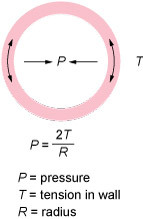 P T
P = 2T/R
P = pressure
T = tension in wall
R = radius